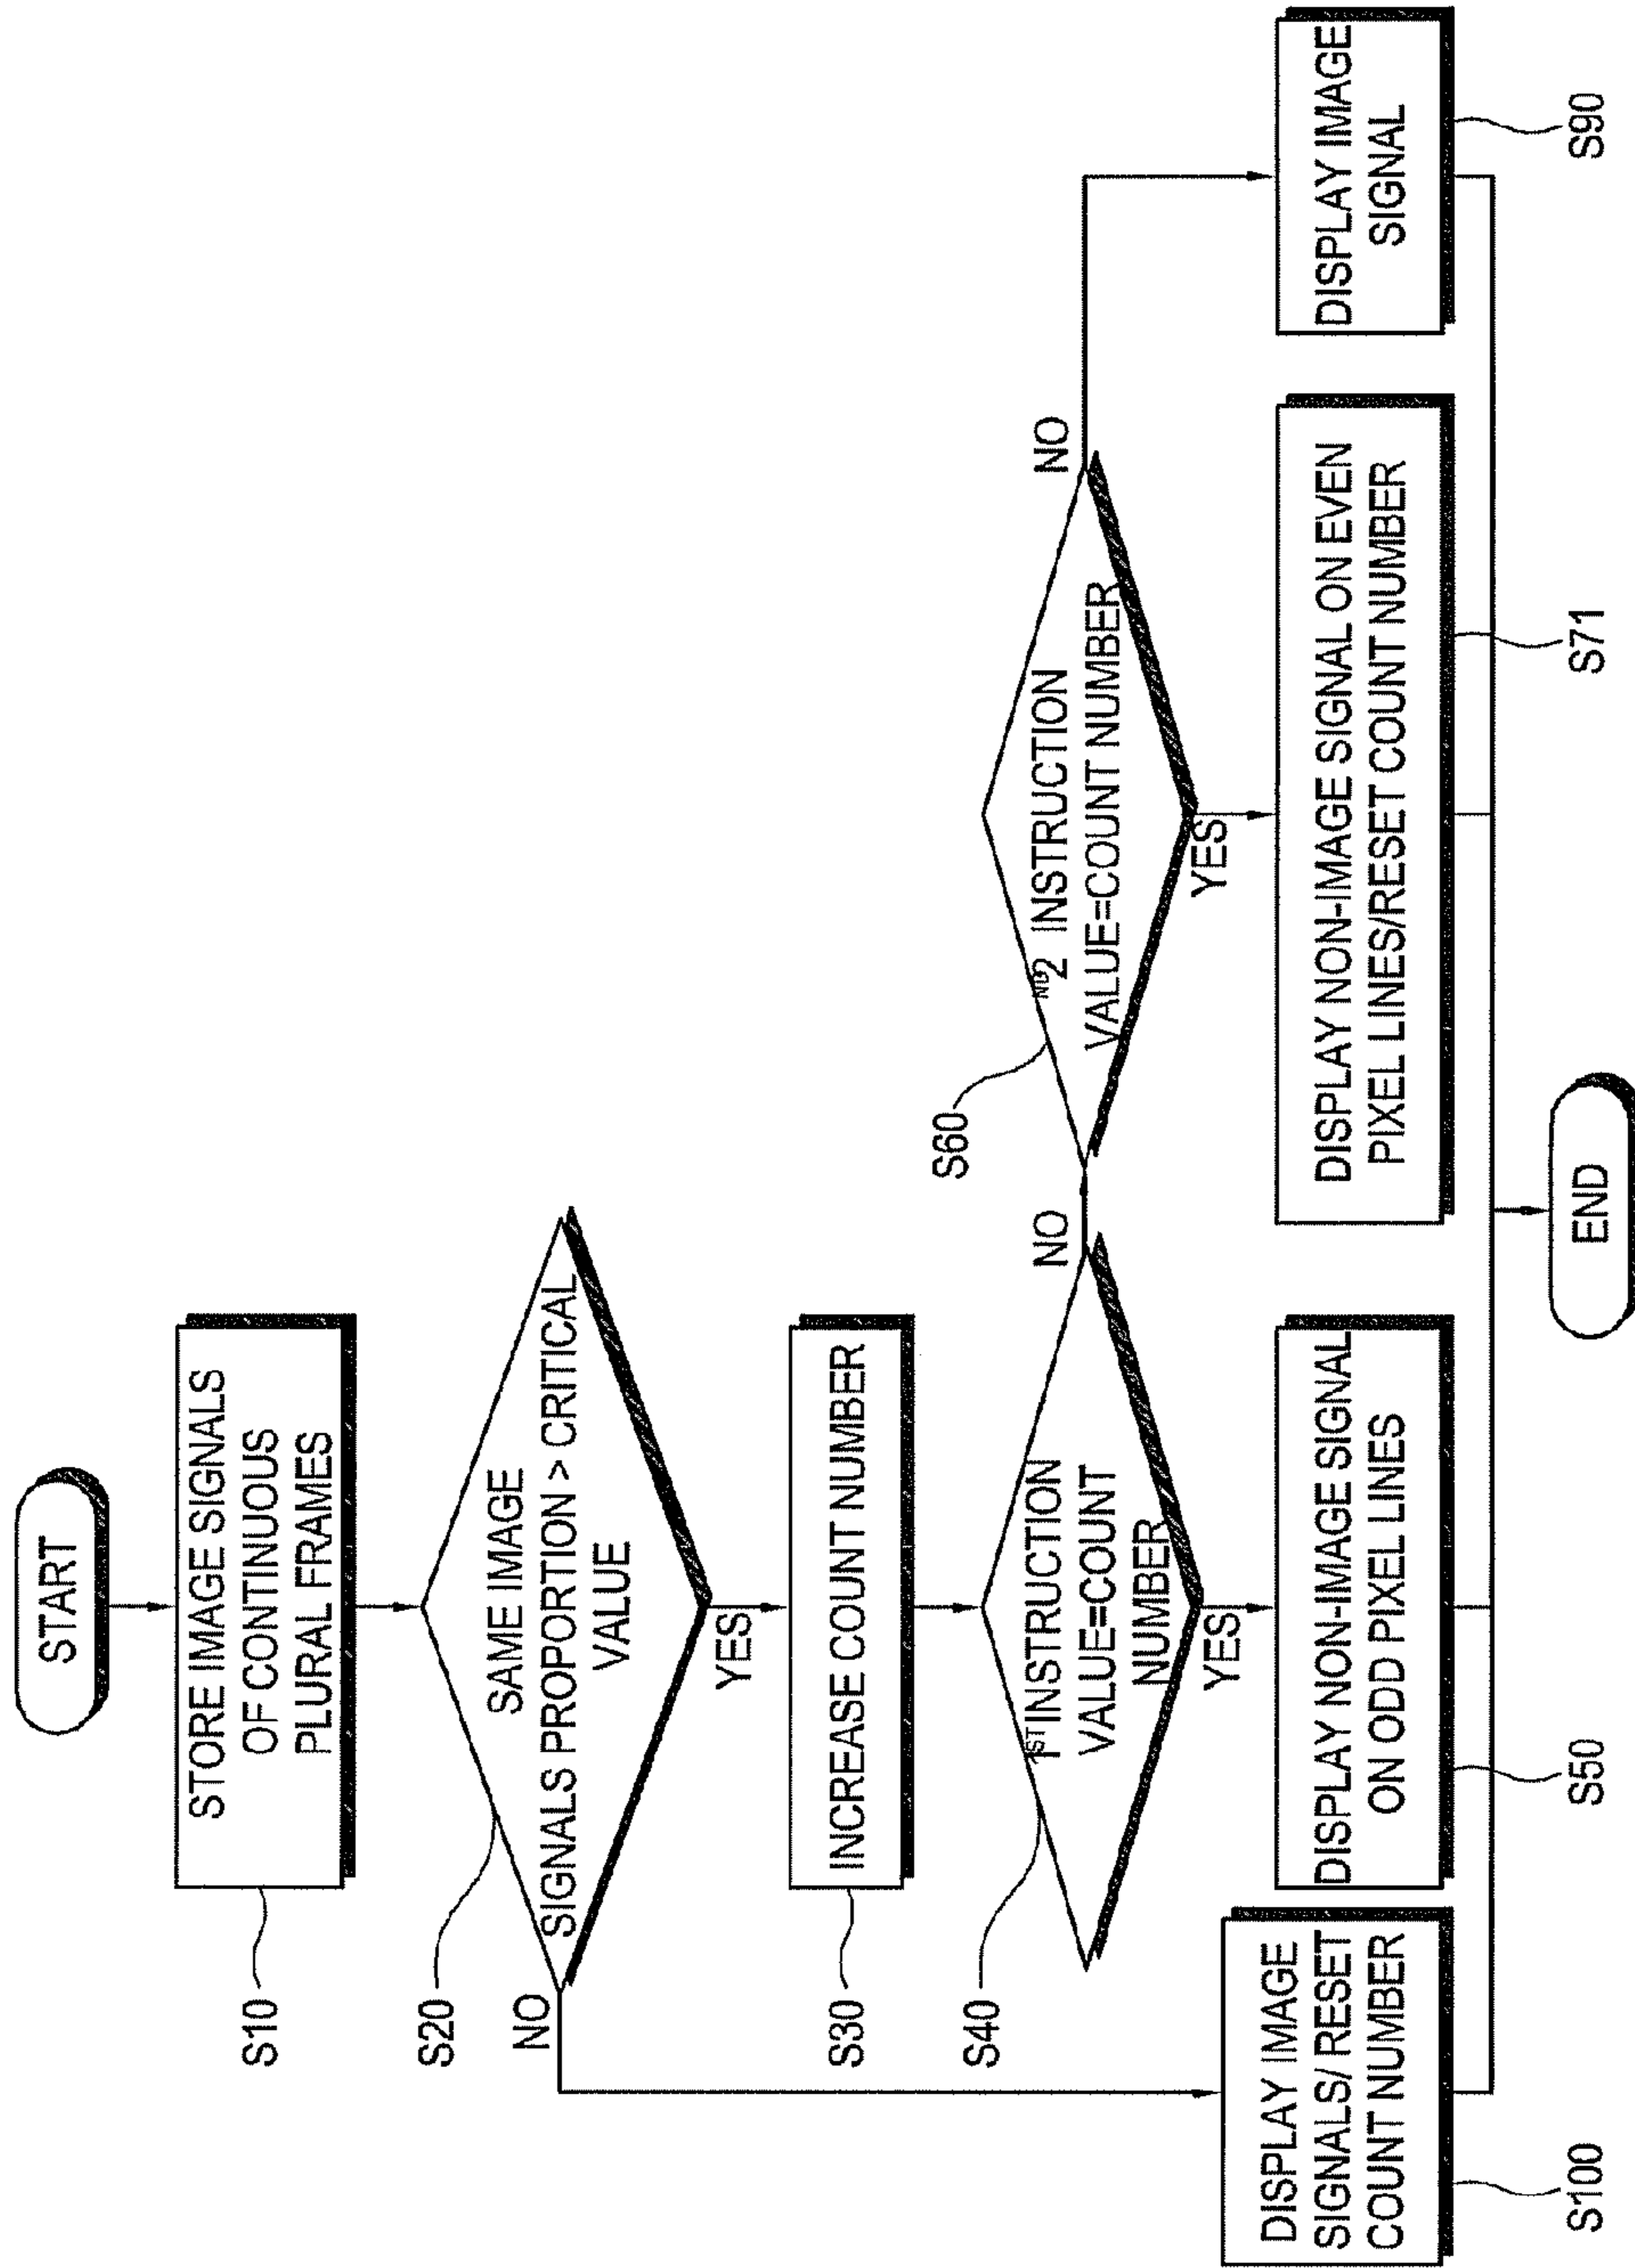 START
STORE IMAGE SIGNALS
OF CONTINUOUS
PLURAL FRAMES
S10
SAME IMAGE
SIGNALS PROPORTION > CRITICAL
VALUE
S20
NO
YES
INCREASE COUNT NUMBER
S30
1ST INSTRUCTION
VALUE=COUNT
NUMBER
S40
NO
YES
ND2 INSTRUCTION
VALUE=COUNT NUMBER
S60
NO
YES
DISPLAY IMAGE
SIGNALS/ RESET
COUNT NUMBER
S100
DISPLAY NON-IMAGE SIGNAL
ON ODD PIXEL LINES
S50
DISPLAY NON-IMAGE SIGNAL ON EVEN
PIXEL LINES/RESET COUNT NUMBER
S71
DISPLAY IMAGE
SIGNAL
S90
END